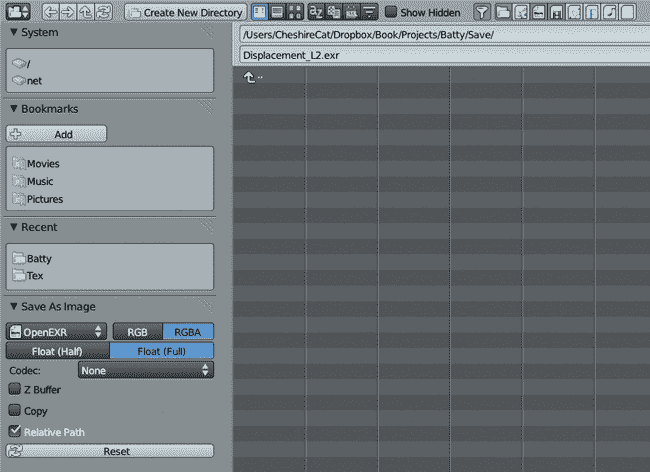 Create New Directory
Show Hidden
System
/Users/CheshireCat/Dropbox/Book/Projects/Batty/Save/
Displacement_L2.exr
/
net
..
Bookmarks
Add
Movies
Music
Pictures
Recent
Batty
Tex
Save As Image
OpenEXR RGB RGBA
Float (Half) Float (Full)
Codec: None
Z Buffer
Copy
Relative Path
Reset